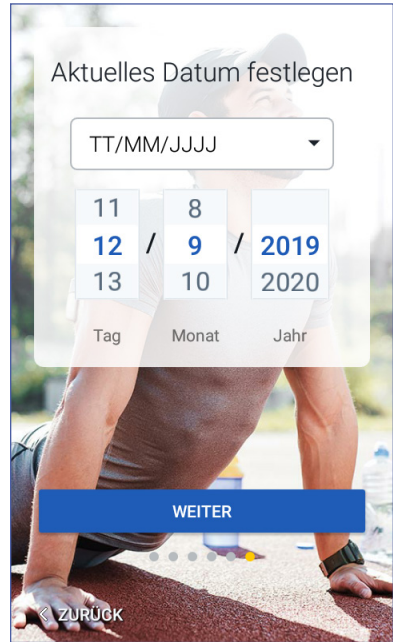 Aktuelles Datum festlegen
TT/MM/JJJJ
11 8
12 / 9 / 2019
13 10 2020
Tag Monat Jahr
WEITER
< ZURÜCK